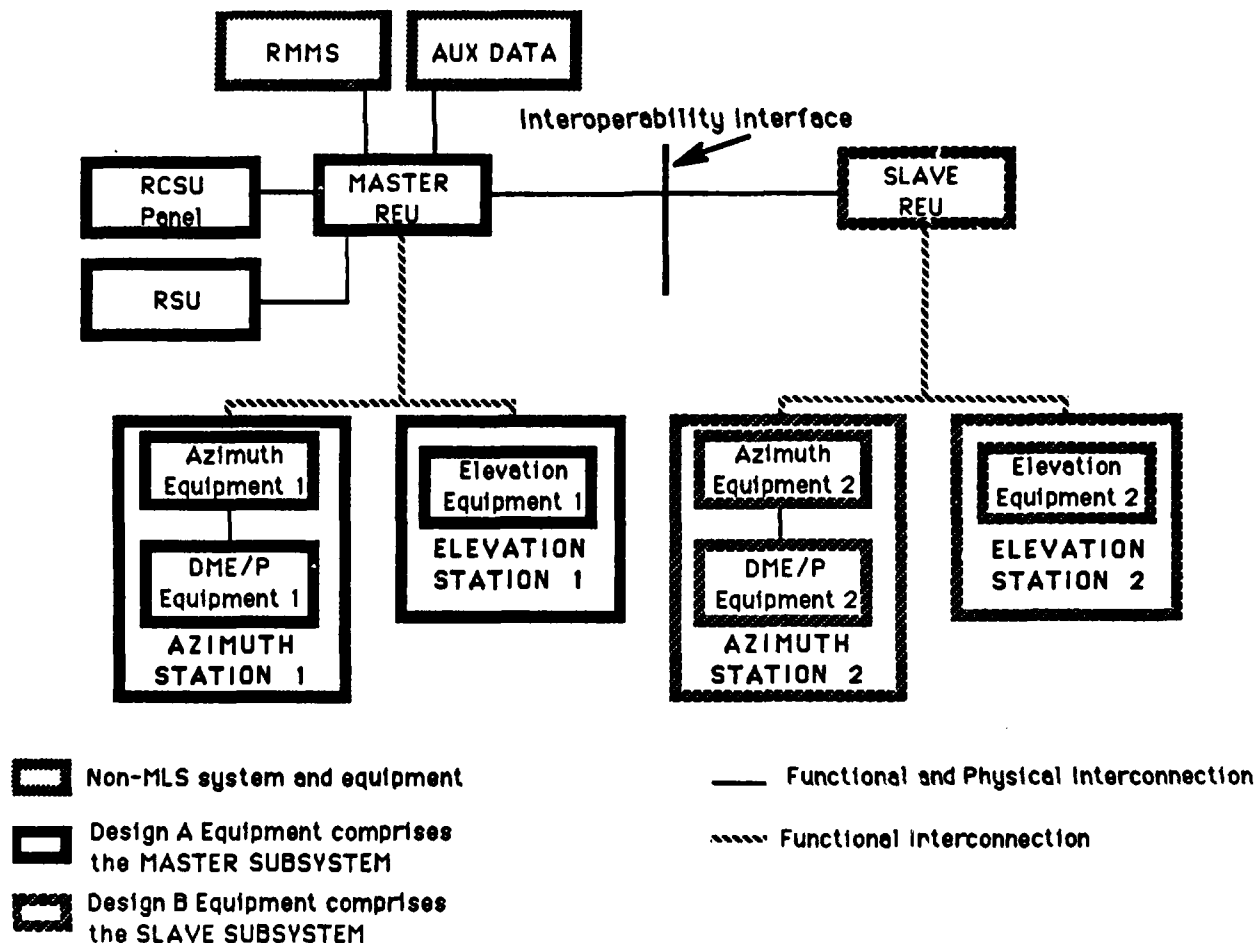 RMMS
AUX DATA
Interoperability Interface
RCSU
Panel
MASTER
REU
SLAVE
REU
RSU
Azimuth
Equipment 1
DME/P
Equipment 1
AZIMUTH
STATION 1
Elevation
Equipment 1
ELEVATION
STATION 1
Azimuth
Equipment 2
DME/P
Equipment 2
AZIMUTH
STATION 2
Elevation
Equipment 2
ELEVATION
STATION 2
Non-MLS system and equipment
Design A Equipment comprises
the MASTER SUBSYSTEM
Design B Equipment comprises
the SLAVE SUBSYSTEM
Functional and Physical Interconnection
Functional Interconnection